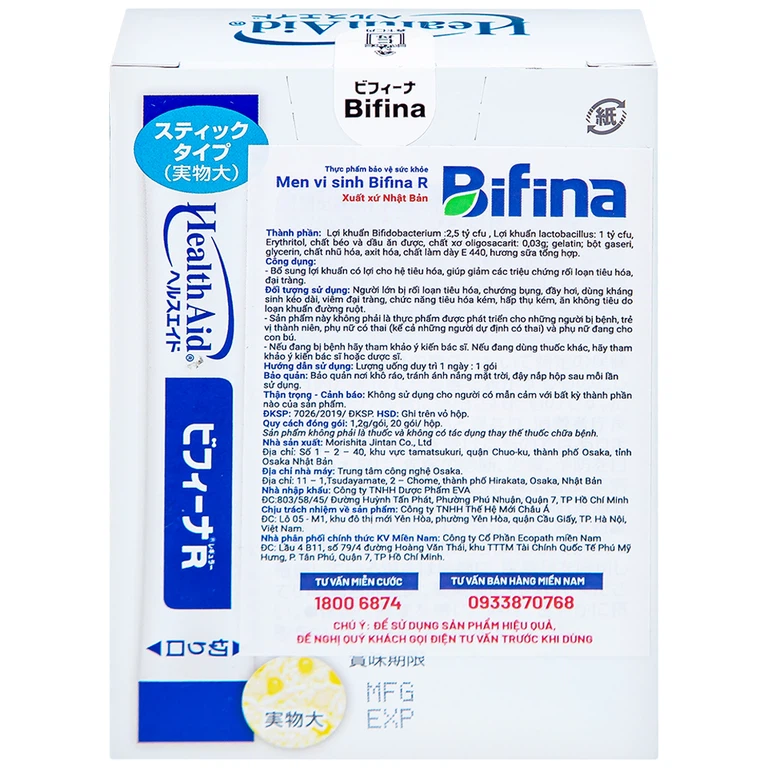 Health
Aid®
ビフィーナ
Bifina
紙
スティック
タイプ
(実物大)
Health Aid®
ヘルスエイド
ビフィーナR
レギュラー
切り口
Thực phẩm bảo vệ sức khỏe
Men vi sinh Bifina R
Xuất xứ Nhật Bản
Bifina
Thành phần: Lợi khuẩn Bifidobacterium :2,5 tỷ cfu , Lợi khuẩn lactobacillus: 1 tỷ cfu,
Erythritol, chất béo và dầu ăn được, chất xơ oligosacarit: 0,03g; gelatin; bột gaseri,
glycerin, chất nhũ hóa, axit hóa, chất làm dày E 440, hương sữa tổng hợp.
Công dụng:
- Bổ sung lợi khuẩn có lợi cho hệ tiêu hóa, giúp giảm các triệu chứng rối loạn tiêu hóa,
đại tràng.
Đối tượng sử dụng: Người lớn bị rối loạn tiêu hóa, chướng bụng, đầy hơi, dùng kháng
sinh kéo dài, viêm đại tràng, chức năng tiêu hóa kém, hấp thụ kém, ăn không tiêu do
loạn khuẩn đường ruột.
- Sản phẩm này không phải là thực phẩm được phát triển cho những người bị bệnh, trẻ
vị thành niên, phụ nữ có thai (kể cả những người dự định có thai) và phụ nữ đang cho
con bú.
- Nếu đang bị bệnh hãy tham khảo ý kiến bác sĩ. Nếu đang dùng thuốc khác, hãy tham
khảo ý kiến bác sĩ hoặc dược sĩ.
Hướng dẫn sử dụng: Lượng uống duy trì 1 ngày : 1 gói
Bảo quản: Bảo quản nơi khô ráo, tránh ánh nắng mặt trời, đậy nắp hộp sau mỗi lần
sử dụng.
Thận trọng - Cảnh báo: Không sử dụng cho người có mẫn cảm với bất kỳ thành phần
nào của sản phẩm.
ĐKSP: 7026/2019/ ĐKSP. HSD: Ghi trên vỏ hộp.
Quy cách đóng gói: 1,2g/gói, 20 gói/ hộp.
Sản phẩm không phải là thuốc và không có tác dụng thay thế thuốc chữa bệnh.
Nhà sản xuất: Morishita Jintan Co., Ltd
Địa chỉ: Số 1 – 2 – 40, khu vực tamatsukuri, quận Chuo-ku, thành phố Osaka, tỉnh
Osaka Nhật Bản
Địa chỉ nhà máy: Trung tâm công nghệ Osaka.
Địa chỉ: 11 – 1,Tsudayamate, 2 – Chome, thành phố Hirakata, Osaka, Nhật Bản
Nhà nhập khẩu: Công ty TNHH Dược Phẩm EVA
ĐC:803/58/45/ Đường Huỳnh Tấn Phát, Phường Phú Nhuận, Quận 7, TP Hồ Chí Minh
Chịu trách nhiệm về sản phẩm: Công ty TNHH Thế Hệ Mới Châu Á
ĐC: Lô 05 - M1, khu đô thị mới Yên Hòa, phường Yên Hòa, quận Cầu Giấy, TP. Hà Nội,
Việt Nam.
Nhà phân phối chính thức KV Miền Nam: Công ty Cổ Phần Ecopath miền Nam
ĐC: Lầu 4 B11, số 79/4 đường Hoàng Văn Thái, khu TTTM Tài Chính Quốc Tế Phú Mỹ
Hưng, P. Tân Phú, Quận 7, TP Hồ Chí Minh.
TƯ VẤN MIỄN CƯỚC
1800 6874
TƯ VẤN BÁN HÀNG MIỀN NAM
0933870768
CHÚ Ý: ĐỂ SỬ DỤNG SẢN PHẨM HIỆU QUẢ,
ĐỀ NGHỊ QUÝ KHÁCH GỌI ĐIỆN TƯ VẤN TRƯỚC KHI DÙNG
賞味期限
MFG
EXP
実物大